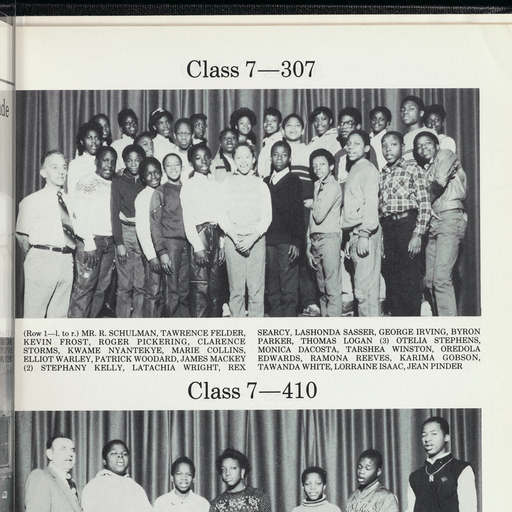 Class 7—307
(Row 1—l. to r.) MR. R. SCHULMAN, TAWRENCE FELDER,
KEVIN FROST, ROGER PICKERING, CLARENCE
STORMS, KWAME NYANTEKYE, MARIE COLLINS,
ELLIOT WARLEY, PATRICK WOODARD, JAMES MACKEY
(2) STEPHANY KELLY, LATACHIA WRIGHT, REX
SEARCY, LASHONDA SASSER, GEORGE IRVING, BYRON
PARKER, THOMAS LOGAN (3) O'TELIA STEPHENS,
MONICA DACOSTA, TARSHEA WINSTON, OREDOLA
EDWARDS, RAMONA REEVES, KARIMA GOBSON,
TAWANDA WHITE, LORRAINE ISAAC, JEAN PINDER
Class 7—410